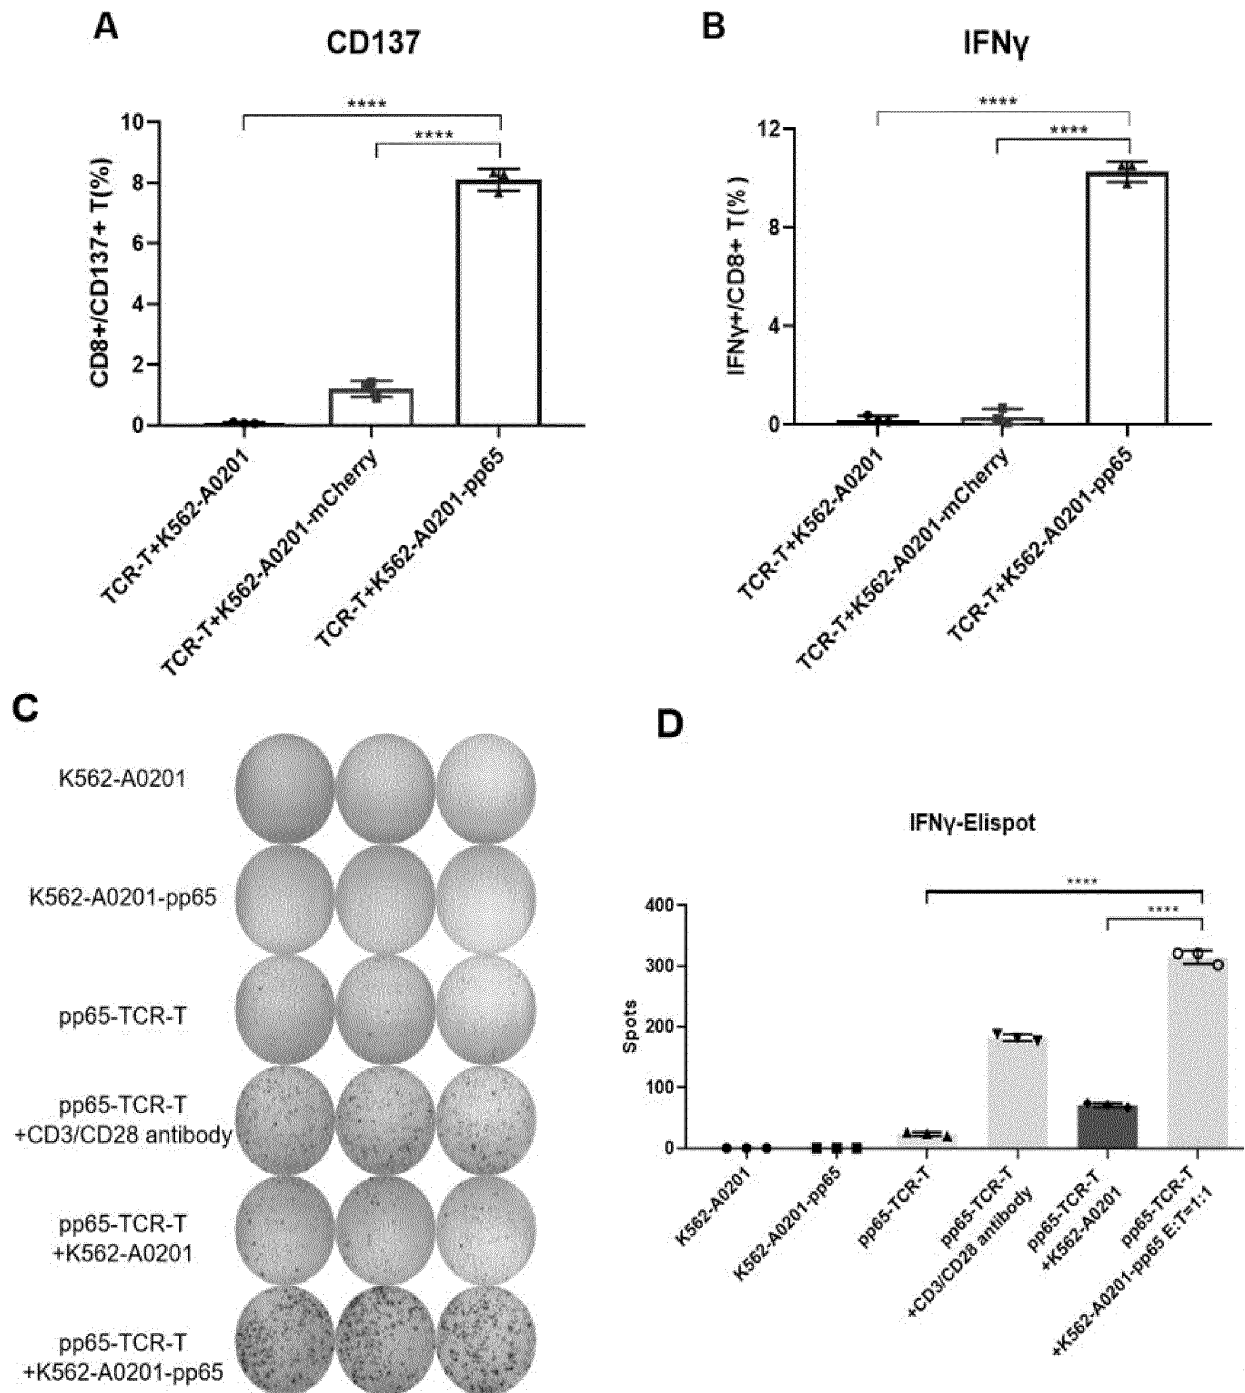 A
CD137
****
****
10
8
6
4
2
0
CD8+/CD137+ T(%)
TCR-T+K562-A0201
TCR-T+K562-A0201-mCherry
TCR-T+K562-A0201-pp65
B
IFNγ
****
****
12
8
4
0
IFNγ+/CD8+ T(%)
TCR-T+K562-A0201
TCR-T+K562-A0201-mCherry
TCR-T+K562-A0201-pp65
C
K562-A0201
K562-A0201-pp65
pp65-TCR-T
pp65-TCR-T
+CD3/CD28 antibody
pp65-TCR-T
+K562-A0201
pp65-TCR-T
+K562-A0201-pp65
D
IFNγ-Elispot
****
****
400
300
200
100
0
Spots
K562-A0201
K562-A0201-pp65
pp65-TCR-T
pp65-TCR-T
+CD3/CD28 antibody
pp65-TCR-T
+K562-A0201
pp65-TCR-T
+K562-A0201-pp65 E:T=1:1